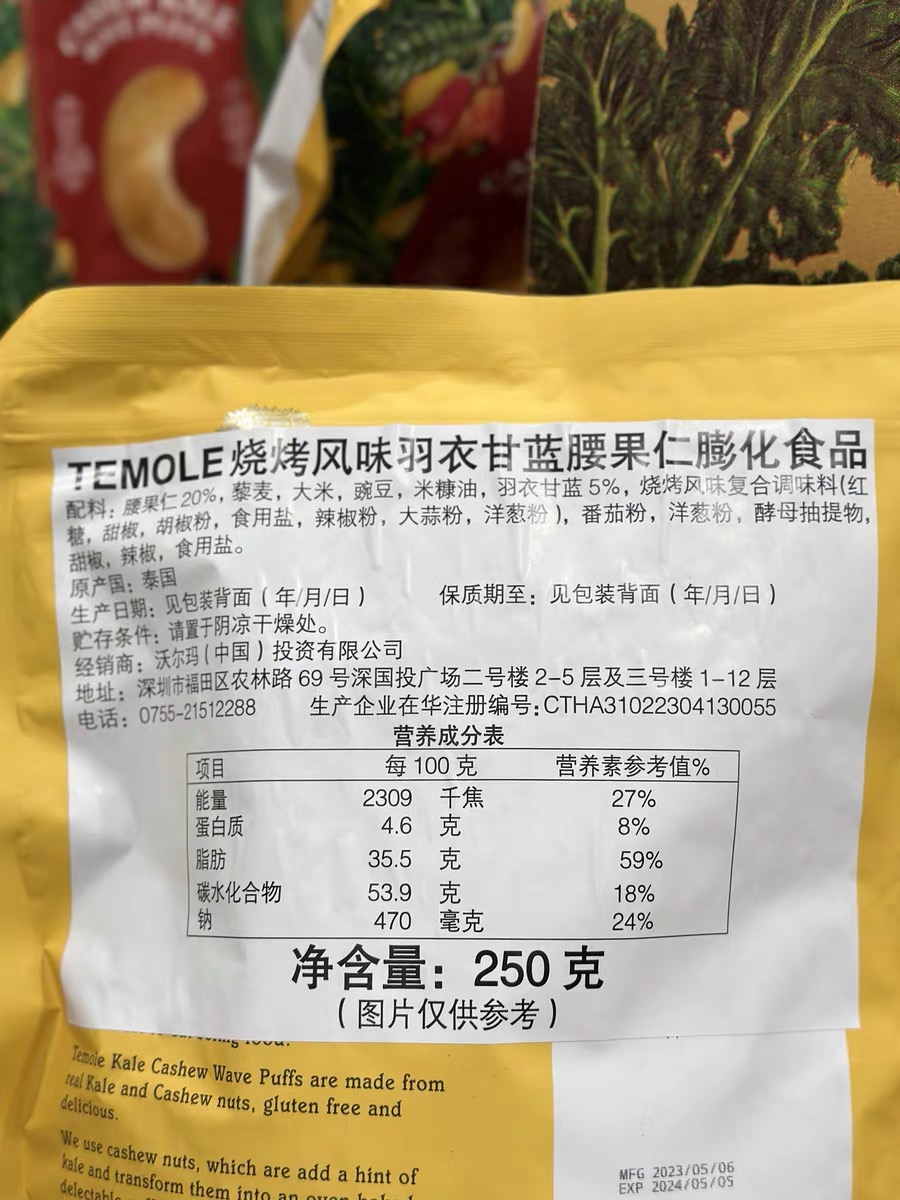 CASHEW KALE
TEMOLE烧烤风味羽衣甘蓝腰果仁膨化食品
配料：腰果仁20%，藜麦，大米，豌豆，米糠油，羽衣甘蓝5%，烧烤风味复合调味料(红
糖，甜椒，胡椒粉，食用盐，辣椒粉，大蒜粉，洋葱粉)，番茄粉，洋葱粉，酵母抽提物，
甜椒，辣椒，食用盐。
原产国：泰国
生产日期：见包装背面（年/月/日） 保质期至：见包装背面（年/月/日）
贮存条件：请置于阴凉干燥处。
经销商：沃尔玛（中国）投资有限公司
地址：深圳市福田区农林路69号深国投广场二号楼2-5层及三号楼1-12层
电话：0755-21512288 生产企业在华注册编号:CTHA31022304130055
营养成分表
项目 每100克 营养素参考值%
能量 2309 千焦 27%
蛋白质 4.6 克 8%
脂肪 35.5 克 59%
碳水化合物 53.9 克 18%
钠 470 毫克 24%
净含量：250克
（图片仅供参考）
Temole Kale Cashew Wave Puffs are made from
real Kale and Cashew nuts, gluten free and
delicious.
We use cashew nuts, which are add a hint of
kale and transform them into an oven baked
MFG 2023/05/06
EXP 2024/05/05